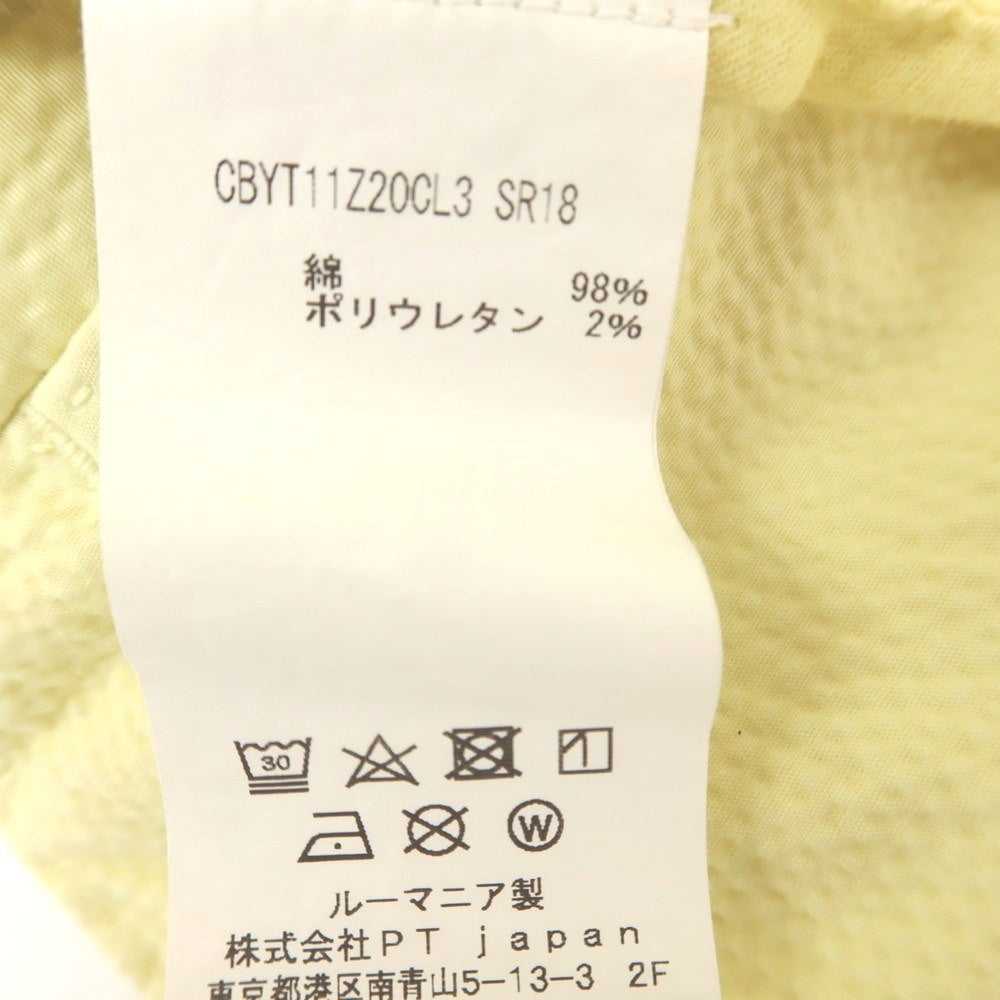 CBYT11Z20CL3 SR18
綿 98%
ポリウレタン 2%
30
W
ルーマニア製
株式会社PT japan
東京都港区南青山5-13-3 2F